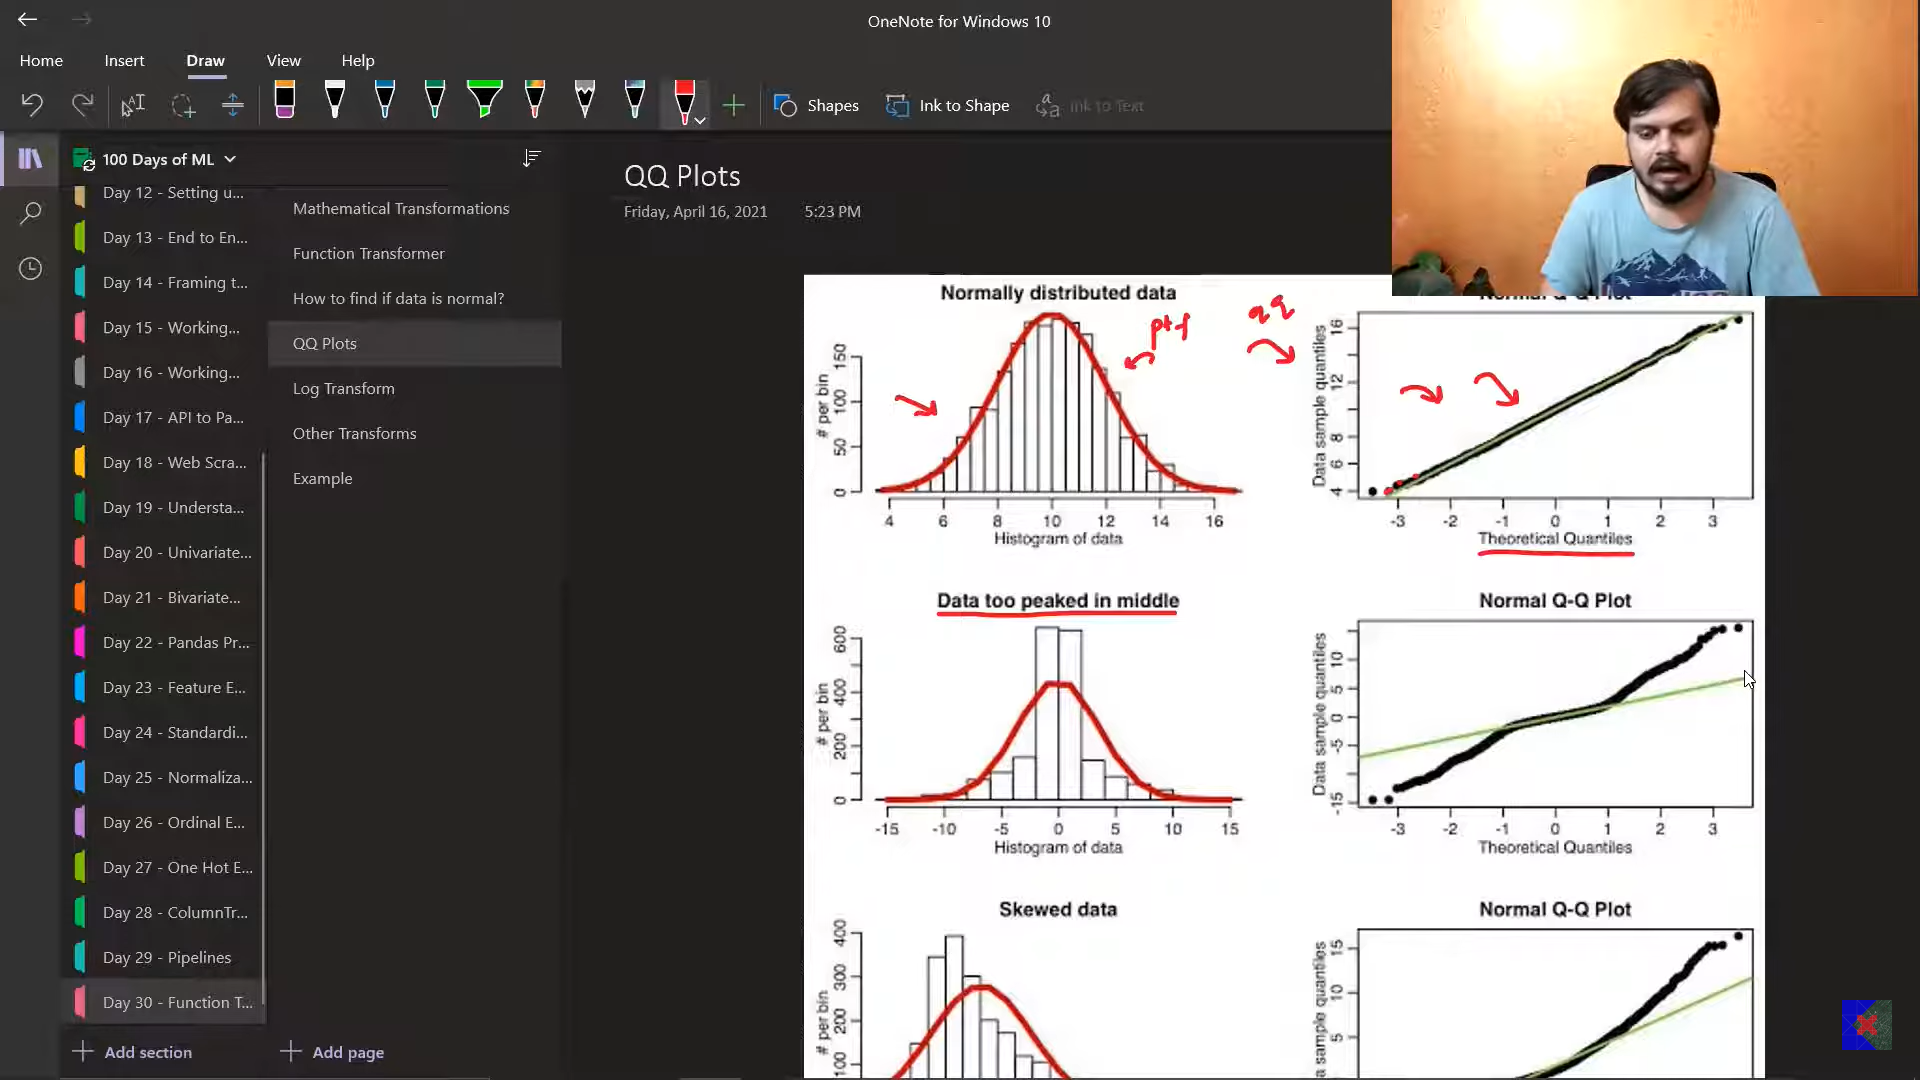 OneNote for Windows 10
Home
Insert
Draw
View
Help
Shapes
Ink to Shape
Ink to Text
100 Days of ML
Day 12 - Setting u...
Day 13 - End to En...
Day 14 - Framing t...
Day 15 - Working...
Day 16 - Working...
Day 17 - API to Pa...
Day 18 - Web Scra...
Day 19 - Understa...
Day 20 - Univariate...
Day 21 - Bivariate...
Day 22 - Pandas Pr...
Day 23 - Feature E...
Day 24 - Standardi...
Day 25 - Normaliza...
Day 26 - Ordinal E...
Day 27 - One Hot E...
Day 28 - ColumnTr...
Day 29 - Pipelines
Day 30 - Function T...
Add section
Mathematical Transformations
Function Transformer
How to find if data is normal?
QQ Plots
Log Transform
Other Transforms
Example
Add page
QQ Plots
Friday, April 16, 2021 5:23 PM
Normally distributed data
# per bin
0 50 100 150
4 6 8 10 12 14 16
Histogram of data
qq
Normal Q-Q Plot
Data sample quantiles
4 6 8 12 16
-3 -2 -1 0 1 2 3
Theoretical Quantiles
Data too peaked in middle
# per bin
0 200 400 600
-15 -10 -5 0 5 10 15
Histogram of data
Normal Q-Q Plot
Data sample quantiles
-15 -5 0 5 10
-3 -2 -1 0 1 2 3
Theoretical Quantiles
Skewed data
# per bin
100 200 300 400
Normal Q-Q Plot
a sample quantiles
5 10 15